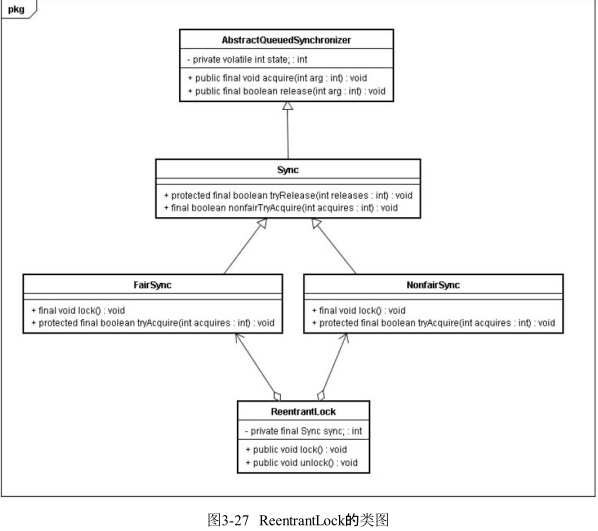 pkg
AbstractQueuedSynchronizer
- private volatile int state; : int
+ public final void acquire(int arg : int) : void
+ public final boolean release(int arg : int) : void
Sync
+ protected final boolean tryRelease(int releases : int) : void
+ final boolean nonfairTryAcquire(int acquires : int) : void
FairSync
+ final void lock() : void
+ protected final boolean tryAcquire(int acquires : int) : void
NonfairSync
+ final void lock() : void
+ protected final boolean tryAcquire(int acquires : int) : void
ReentrantLock
- private final Sync sync; : int
+ public void lock() : void
+ public void unlock() : void
图3-27 ReentrantLock的类图